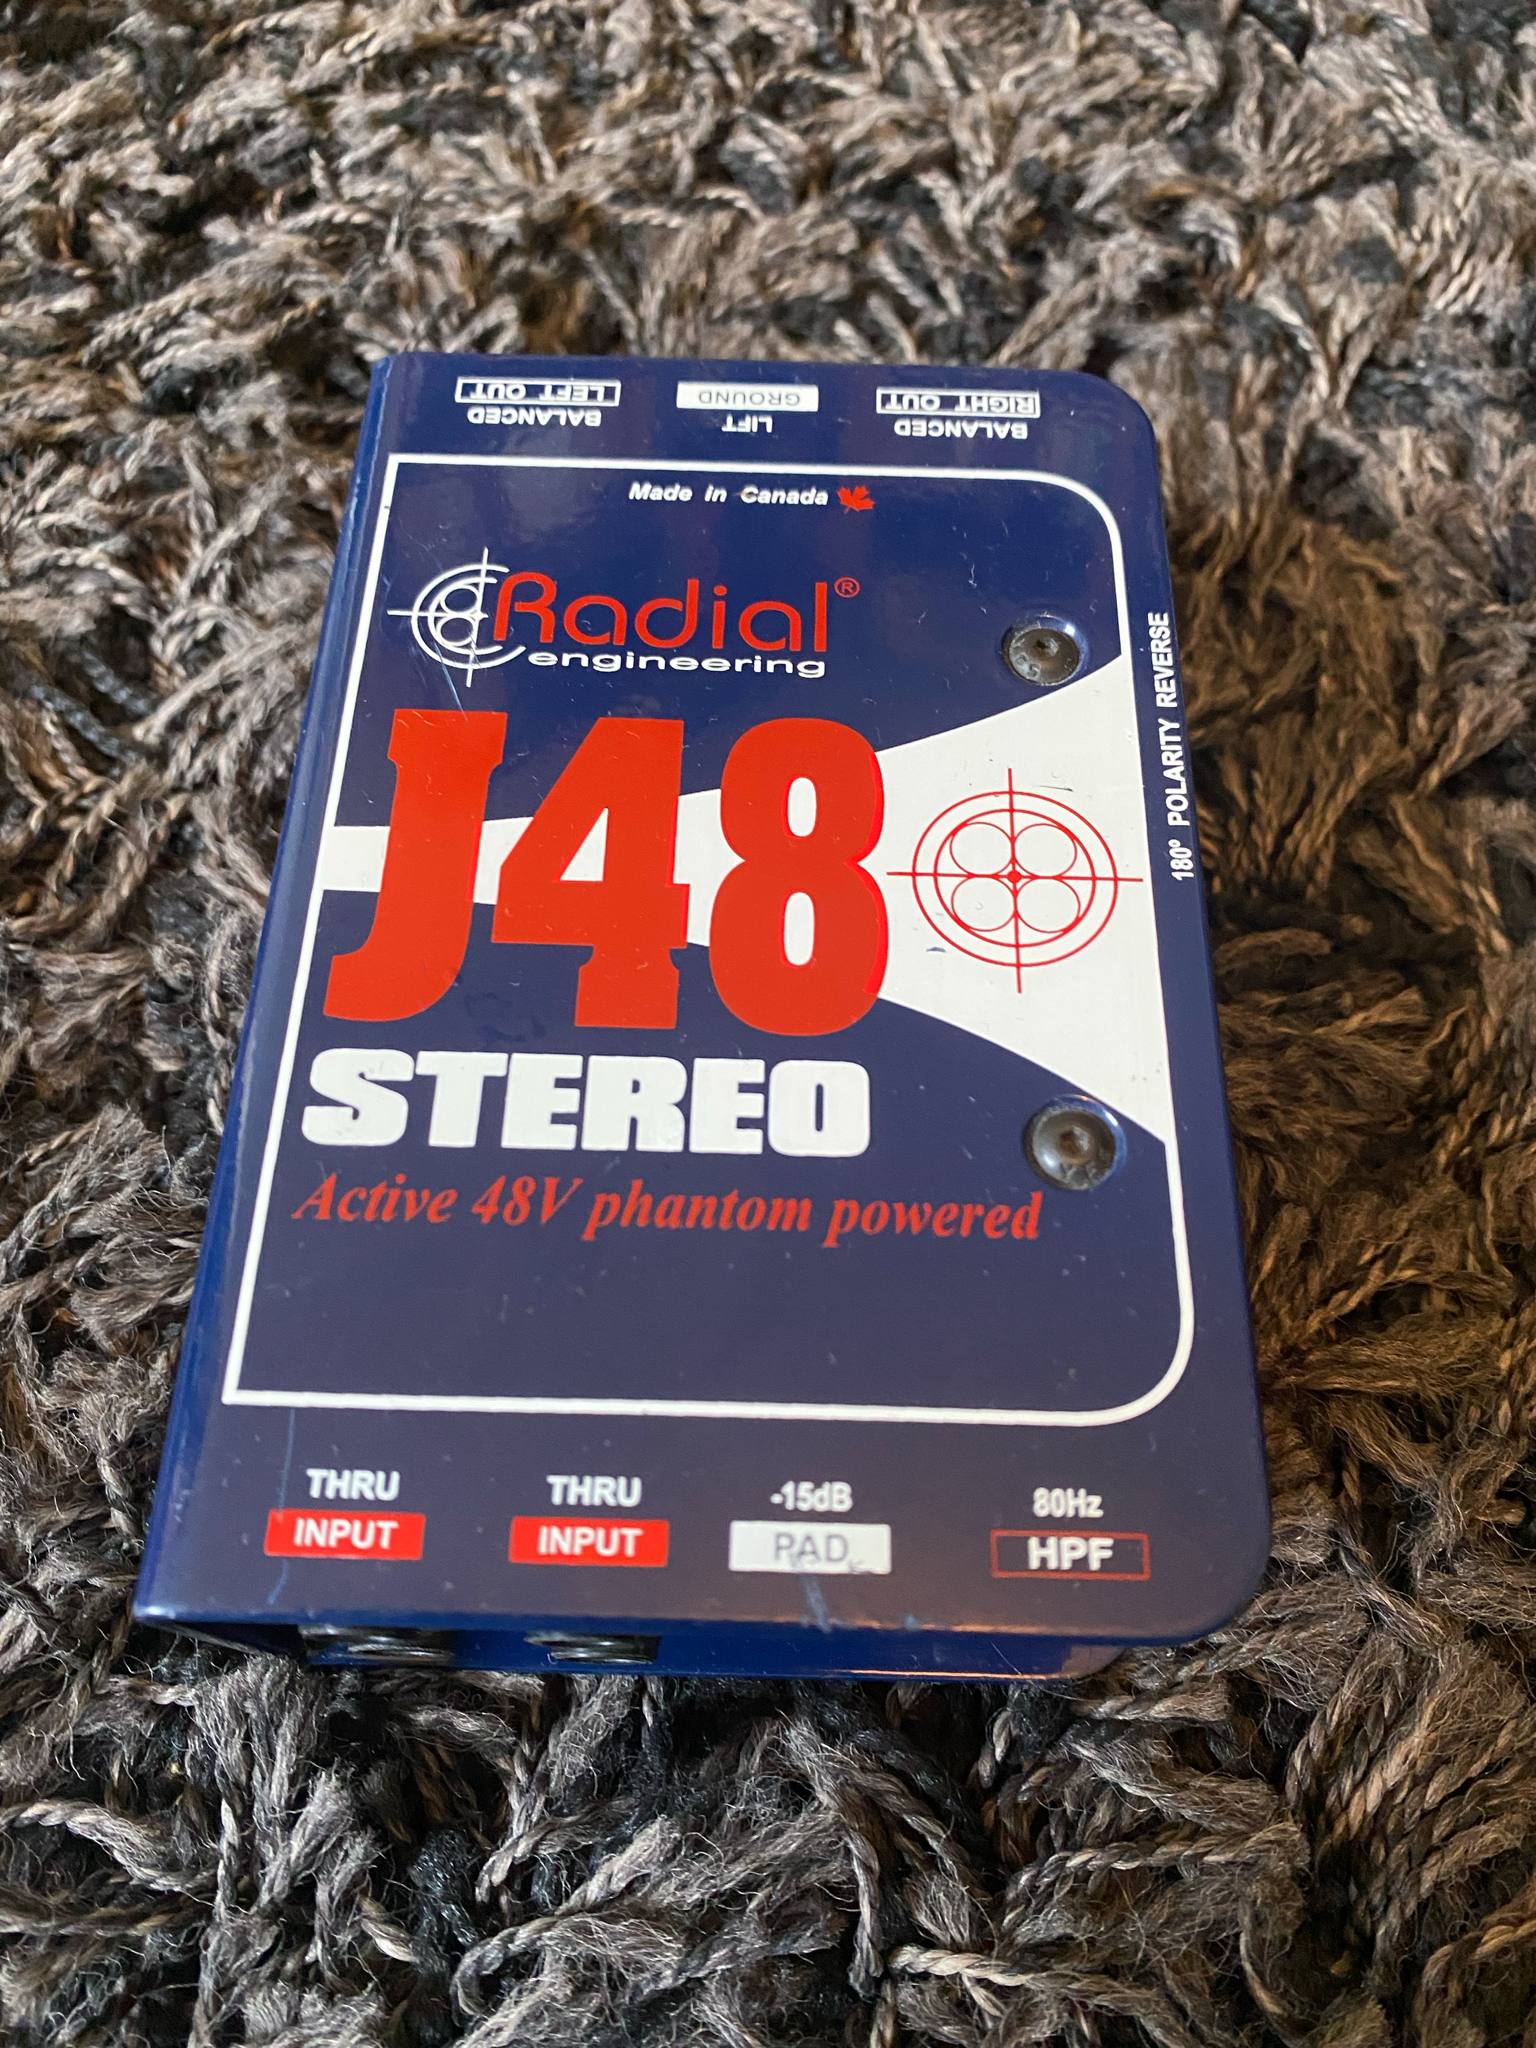 BALANCED
LEFT OUT
LIFT
GROUND
BALANCED
RIGHT OUT
Made in Canada
Radial®
engineering
180° POLARITY REVERSE
J48
STEREO
Active 48V phantom powered
THRU
INPUT
THRU
INPUT
-15dB
PAD
80Hz
HPF